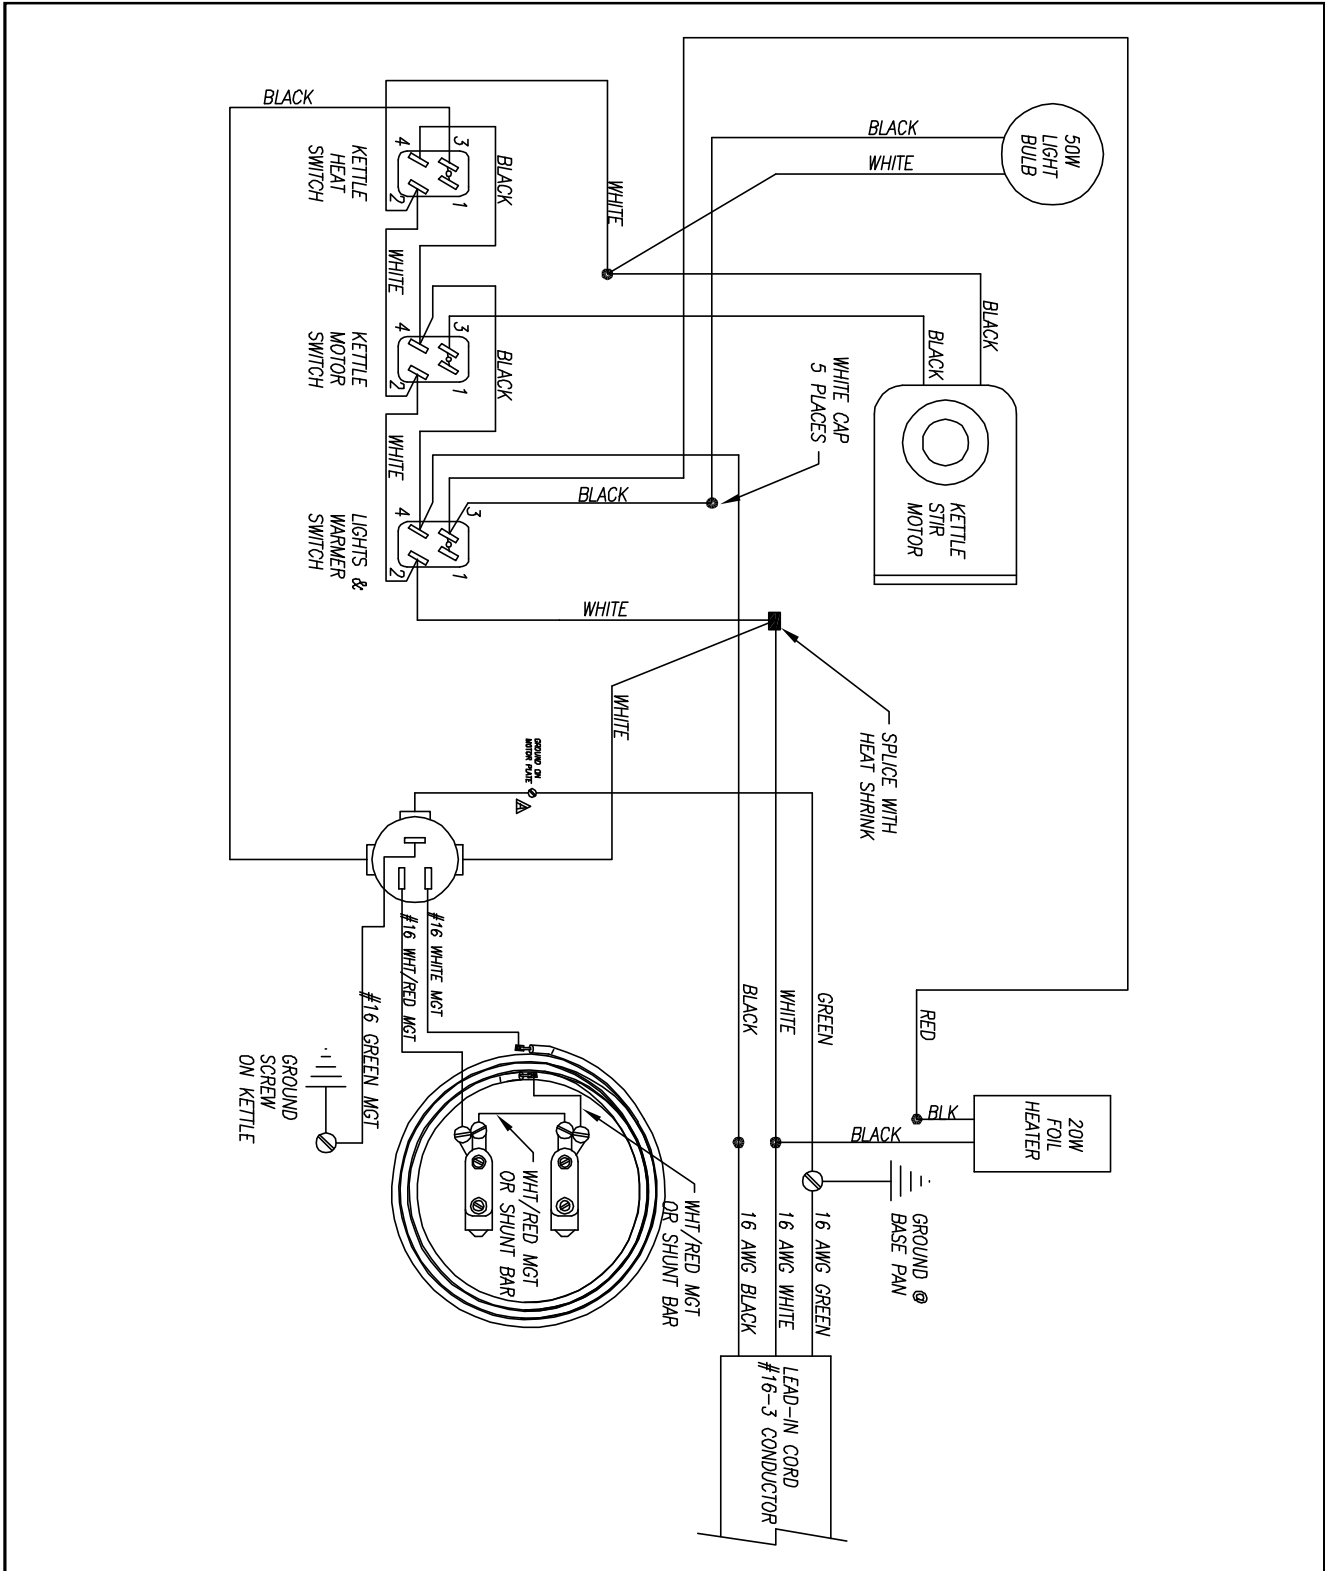 BLACK
KETTLE
HEAT
SWITCH
4
3
2
1
BLACK
WHITE
WHITE
BLACK
WHITE
50W
LIGHT
BULB
KETTLE
MOTOR
SWITCH
4
3
2
1
BLACK
WHITE
BLACK
BLACK
WHITE CAP
5 PLACES
KETTLE
STIR
MOTOR
LIGHTS &
WARMER
SWITCH
4
3
2
1
BLACK
WHITE
WHITE
SPLICE WITH
HEAT SHRINK
GROUND ON
MOTOR PLATE
A
#16 WHITE MGT
#16 WHT/RED MGT
#16 GREEN MGT
GROUND
SCREW
ON KETTLE
WHT/RED MGT
OR SHUNT BAR
WHT/RED MGT
OR SHUNT BAR
BLACK
WHITE
GREEN
RED
BLK
BLACK
20W
FOIL
HEATER
GROUND @
BASE PAN
16 AWG GREEN
16 AWG WHITE
16 AWG BLACK
LEAD-IN CORD
#16-3 CONDUCTOR